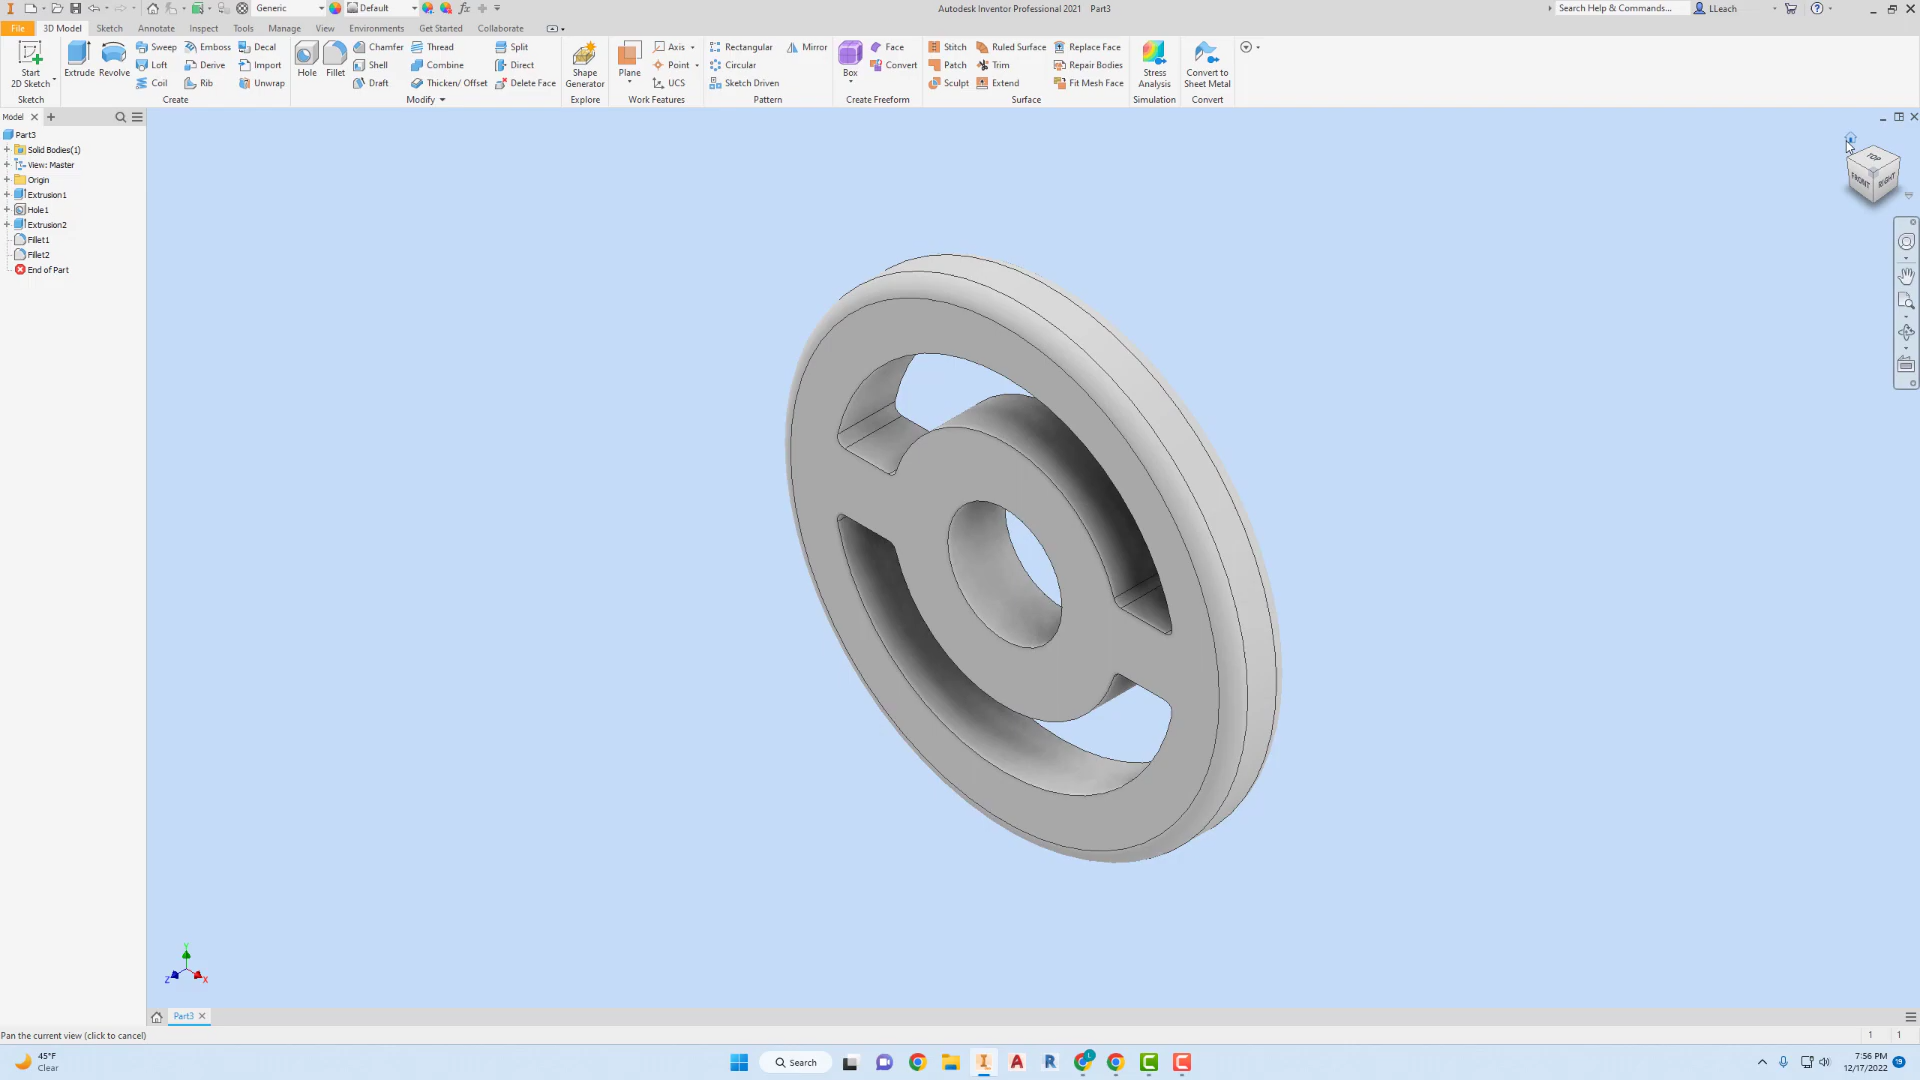 Generic Default Autodesk Inventor Professional 2021 Part3 Search Help & Commands... LLeach
File 3D Model Sketch Annotate Inspect Tools Manage View Environments Get Started Collaborate
Start
2D Sketch
Extrude Revolve
Sweep Emboss Decal
Loft Derive Import
Coil Rib Unwrap
Hole Fillet
Chamfer Thread Split
Shell Combine Direct
Draft Thicken/ Offset Delete Face
Shape
Generator
Plane
Axis
Point
UCS
Rectangular Mirror
Circular
Sketch Driven
Box
Face
Convert
Stitch Ruled Surface Replace Face
Patch Trim Repair Bodies
Sculpt Extend Fit Mesh Face
Stress
Analysis
Convert to
Sheet Metal
Sketch Create Modify Explore Work Features Pattern Create Freeform Surface Simulation Convert
Model
Part3
Solid Bodies(1)
View: Master
Origin
Extrusion1
Hole1
Extrusion2
Fillet1
Fillet2
End of Part
TOP
FRONT RIGHT
Y
Z X
Part3
Pan the current view (click to cancel) 1 1
45°F
Clear
Search
7:56 PM
12/17/2022
19